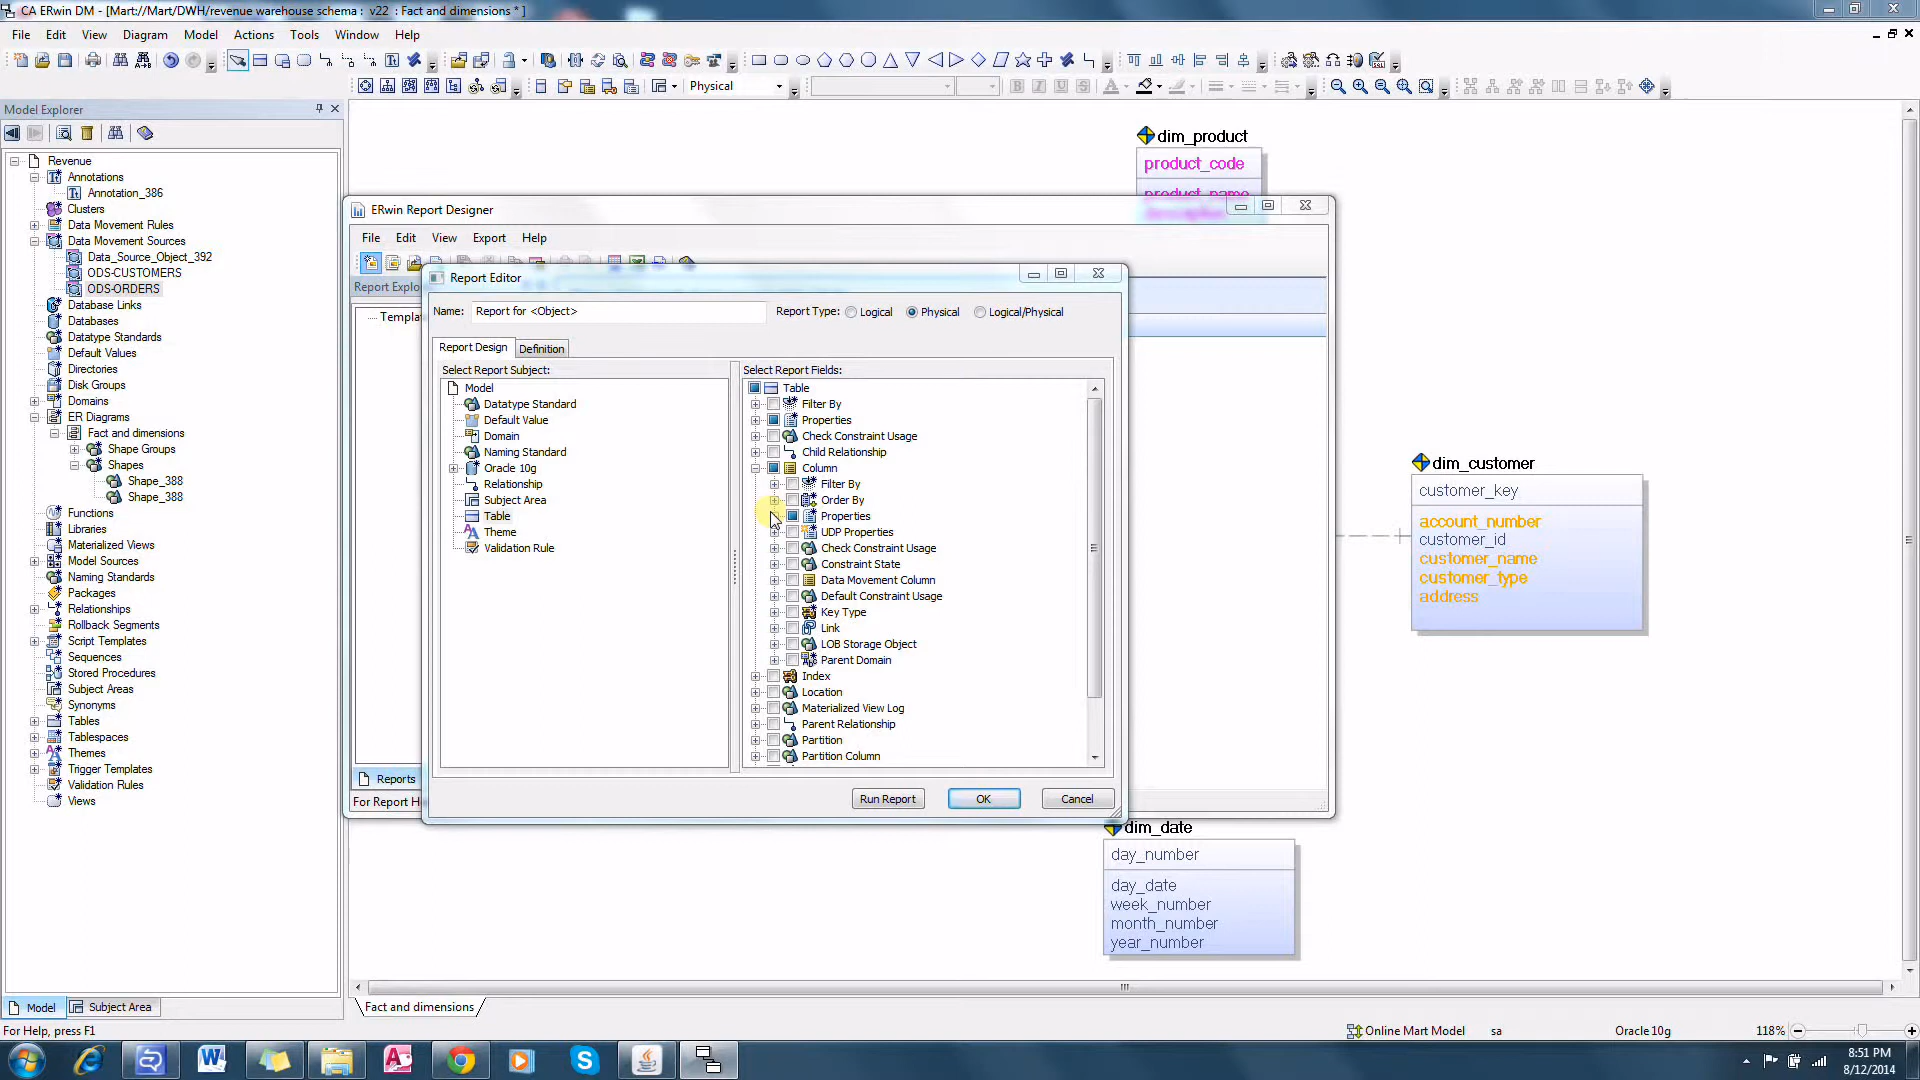 CA ERwin DM - [Mart://Mart/DWH/revenue warehouse schema : v22 : Fact and dimensions * ]
File Edit View Diagram Model Actions Tools Window Help
Physical
B I U S A
Model Explorer
Revenue
Annotations
Annotation_386
Clusters
Data Movement Rules
Data Movement Sources
Data_Source_Object_392
ODS-CUSTOMERS
ODS-ORDERS
Database Links
Databases
Datatype Standards
Default Values
Directories
Disk Groups
Domains
ER Diagrams
Fact and dimensions
Shape Groups
Shapes
Shape_388
Shape_388
Functions
Libraries
Materialized Views
Model Sources
Naming Standards
Packages
Relationships
Rollback Segments
Script Templates
Sequences
Stored Procedures
Subject Areas
Synonyms
Tables
Tablespaces
Themes
Trigger Templates
Validation Rules
Views
Model Subject Area
For Help, press F1
dim_product
product_code
product_name
ERwin Report Designer
File Edit View Export Help
Report Explo
Templa
Reports
For Report H
Report Editor
Name: Report for <Object> Report Type: Logical Physical Logical/Physical
Report Design Definition
Select Report Subject:
Model
Datatype Standard
Default Value
Domain
Naming Standard
Oracle 10g
Relationship
Subject Area
Table
Theme
Validation Rule
Select Report Fields:
Table
Filter By
Properties
Check Constraint Usage
Child Relationship
Column
Filter By
Order By
Properties
UDP Properties
Check Constraint Usage
Constraint State
Data Movement Column
Default Constraint Usage
Key Type
Link
LOB Storage Object
Parent Domain
Index
Location
Materialized View Log
Parent Relationship
Partition
Partition Column
Run Report OK Cancel
dim_customer
customer_key
account_number
customer_id
customer_name
customer_type
address
dim_date
day_number
day_date
week_number
month_number
year_number
Fact and dimensions
Online Mart Model sa Oracle 10g 118%
8:51 PM
8/12/2014